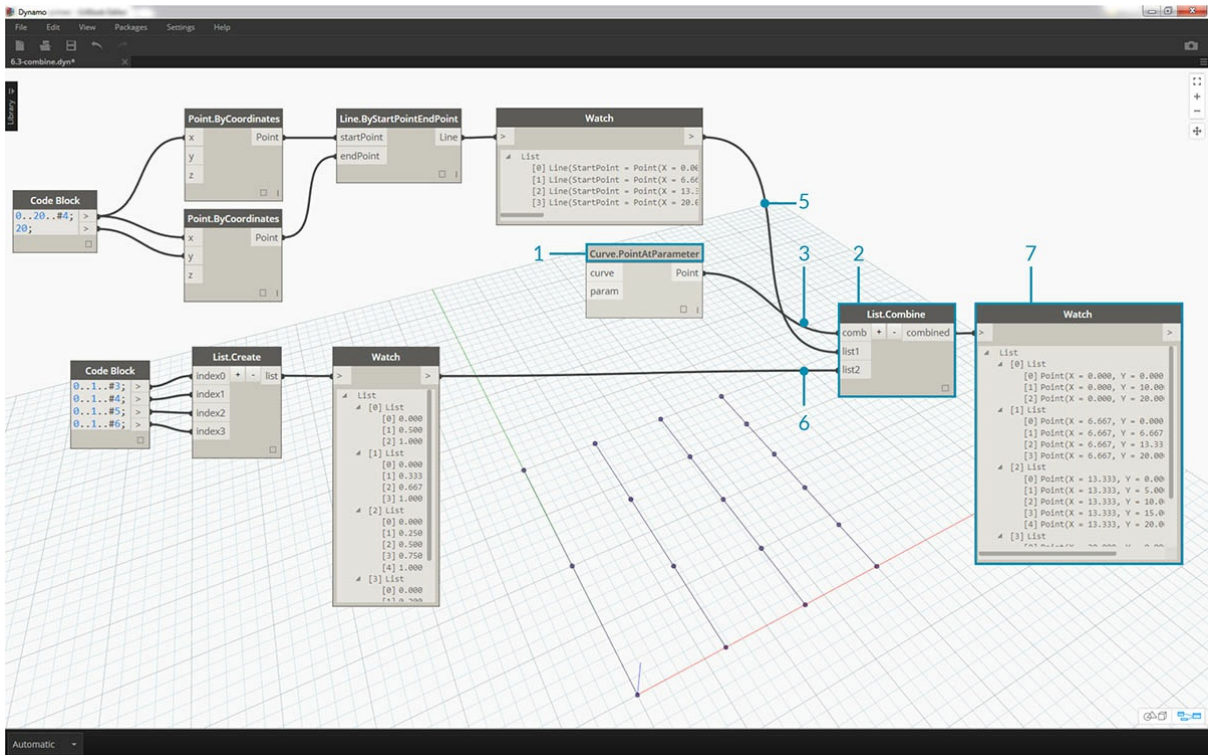 Dynamo
File Edit View Packages Settings Help
6.3-combine.dyn*
Library
Code Block
0..20..#4; >
20; >
Point.ByCoordinates
x Point
y
z
Point.ByCoordinates
x Point
y
z
Line.ByStartPointEndPoint
startPoint Line
endPoint
Watch
> >
List
[0] Line(StartPoint = Point(X = 0.00
[1] Line(StartPoint = Point(X = 6.66
[2] Line(StartPoint = Point(X = 13.3
[3] Line(StartPoint = Point(X = 20.0
5
1
Curve.PointAtParameter
curve Point
param
3
2
List.Combine
comb + - combined
list1
list2
6
7
Watch
> >
List
[0] List
[0] Point(X = 0.000, Y = 0.000
[1] Point(X = 0.000, Y = 10.00
[2] Point(X = 0.000, Y = 20.00
[1] List
[0] Point(X = 6.667, Y = 0.000
[1] Point(X = 6.667, Y = 6.667
[2] Point(X = 6.667, Y = 13.33
[3] Point(X = 6.667, Y = 20.00
[2] List
[0] Point(X = 13.333, Y = 0.00
[1] Point(X = 13.333, Y = 5.00
[2] Point(X = 13.333, Y = 10.0
[3] Point(X = 13.333, Y = 15.0
[4] Point(X = 13.333, Y = 20.0
[3] List
Code Block
0..1..#3; >
0..1..#4; >
0..1..#5; >
0..1..#6; >
List.Create
index0 + - list
index1
index2
index3
Watch
> >
List
[0] List
[0] 0.000
[1] 0.500
[2] 1.000
[1] List
[0] 0.000
[1] 0.333
[2] 0.667
[3] 1.000
[2] List
[0] 0.000
[1] 0.250
[2] 0.500
[3] 0.750
[4] 1.000
[3] List
[0] 0.000
Automatic